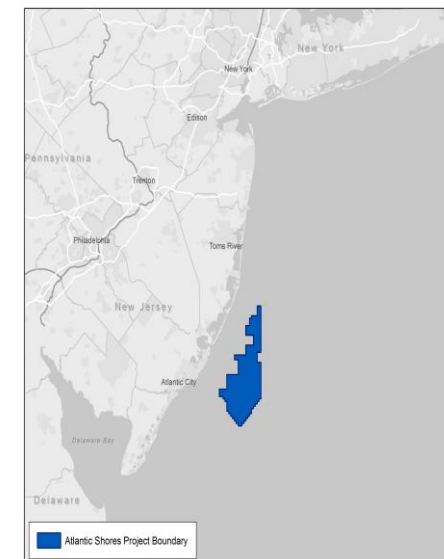 New York
New York
Edison
Pennsylvania
Trenton
Philadelphia
Toms River
New Jersey
Atlantic City
Delaware Bay
Delaware
Atlantic Shores Project Boundary